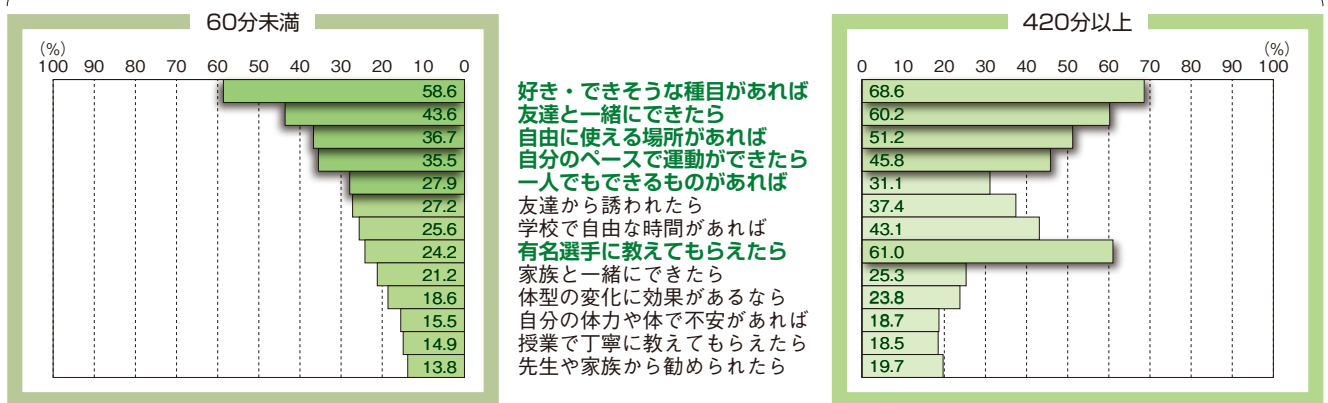 60分未満
(%)
100 90 80 70 60 50 40 30 20 10 0
58.6
43.6
36.7
35.5
27.9
27.2
25.6
24.2
21.2
18.6
15.5
14.9
13.8
好き・できそうな種目があれば
友達と一緒にできたら
自由に使える場所があれば
自分のペースで運動ができたら
一人でもできるものがあれば
友達から誘われたら
学校で自由な時間があれば
有名選手に教えてもらえたら
家族と一緒にできたら
体型の変化に効果があるなら
自分の体力や体で不安があれば
授業で丁寧に教えてもらえたら
先生や家族から勧められたら
420分以上
(%)
0 10 20 30 40 50 60 70 80 90 100
68.6
60.2
51.2
45.8
31.1
37.4
43.1
61.0
25.3
23.8
18.7
18.5
19.7